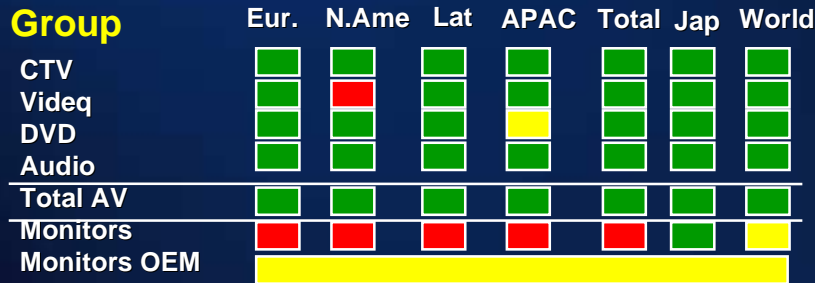 Group Eur. N.Ame Lat APAC Total Jap World
CTV
Videq
DVD
Audio
Total AV
Monitors
Monitors OEM